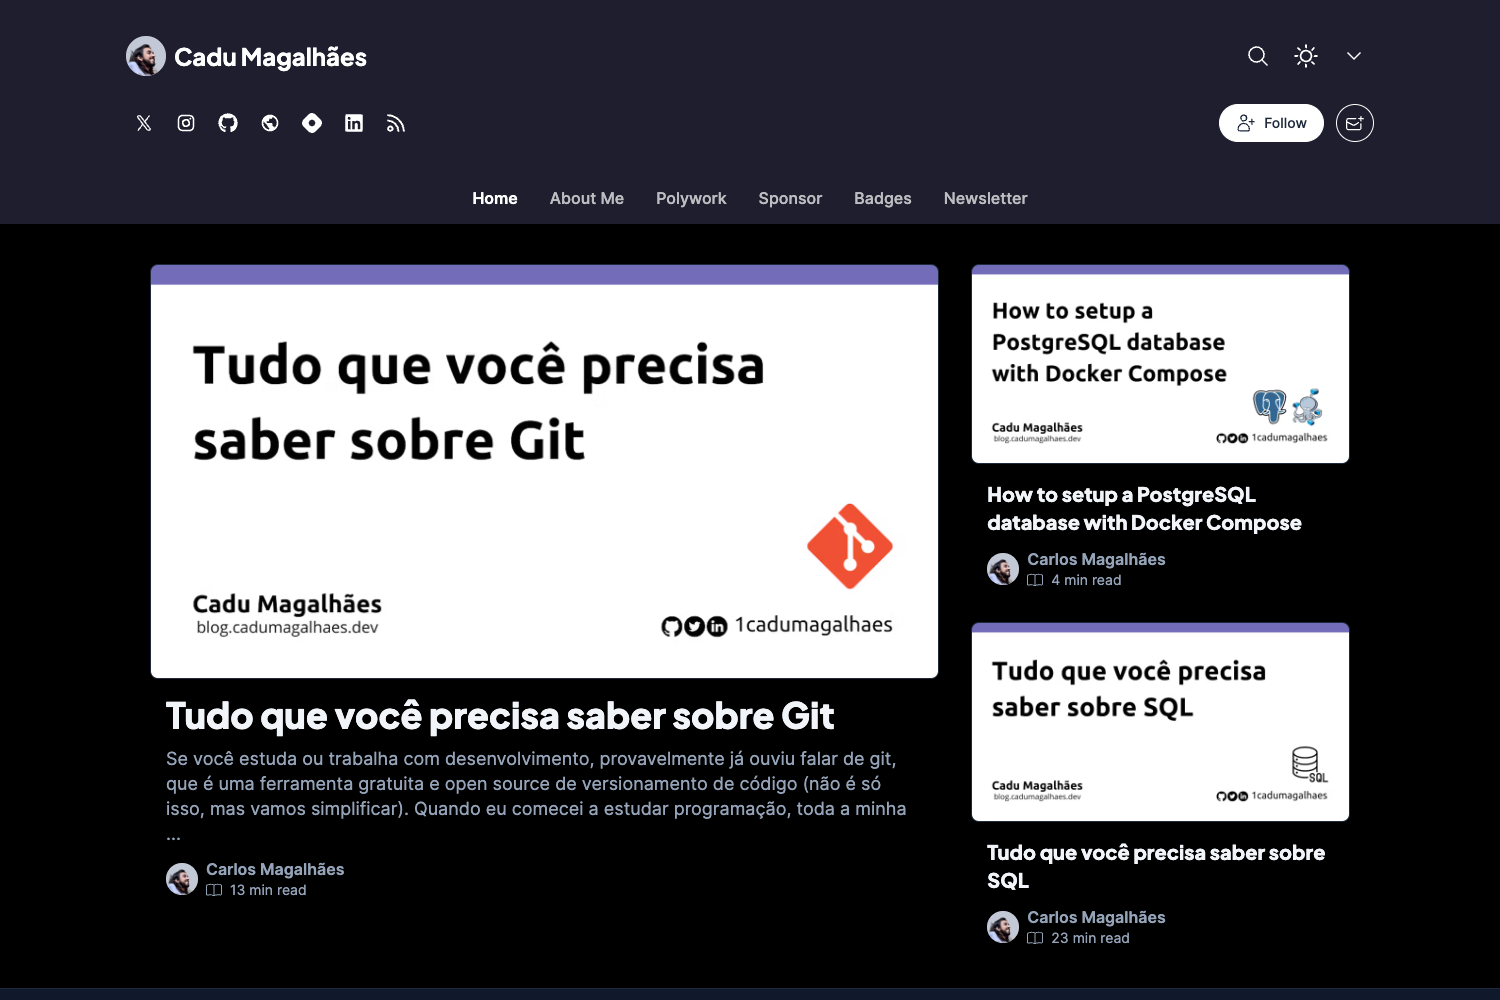 Cadu Magalhães
Follow
Home
About Me
Polywork
Sponsor
Badges
Newsletter
Tudo que você precisa
saber sobre Git
Cadu Magalhães
blog.cadumagalhaes.dev
1cadumagalhaes
Tudo que você precisa saber sobre Git
Se você estuda ou trabalha com desenvolvimento, provavelmente já ouviu falar de git,
que é uma ferramenta gratuita e open source de versionamento de código (não é só
isso, mas vamos simplificar). Quando eu comecei a estudar programação, toda a minha
...
Carlos Magalhães
13 min read
How to setup a
PostgreSQL database
with Docker Compose
Cadu Magalhães
blog.cadumagalhaes.dev
1cadumagalhaes
How to setup a PostgreSQL
database with Docker Compose
Carlos Magalhães
4 min read
Tudo que você precisa
saber sobre SQL
SQL
Cadu Magalhães
blog.cadumagalhaes.dev
1cadumagalhaes
Tudo que você precisa saber sobre
SQL
Carlos Magalhães
23 min read